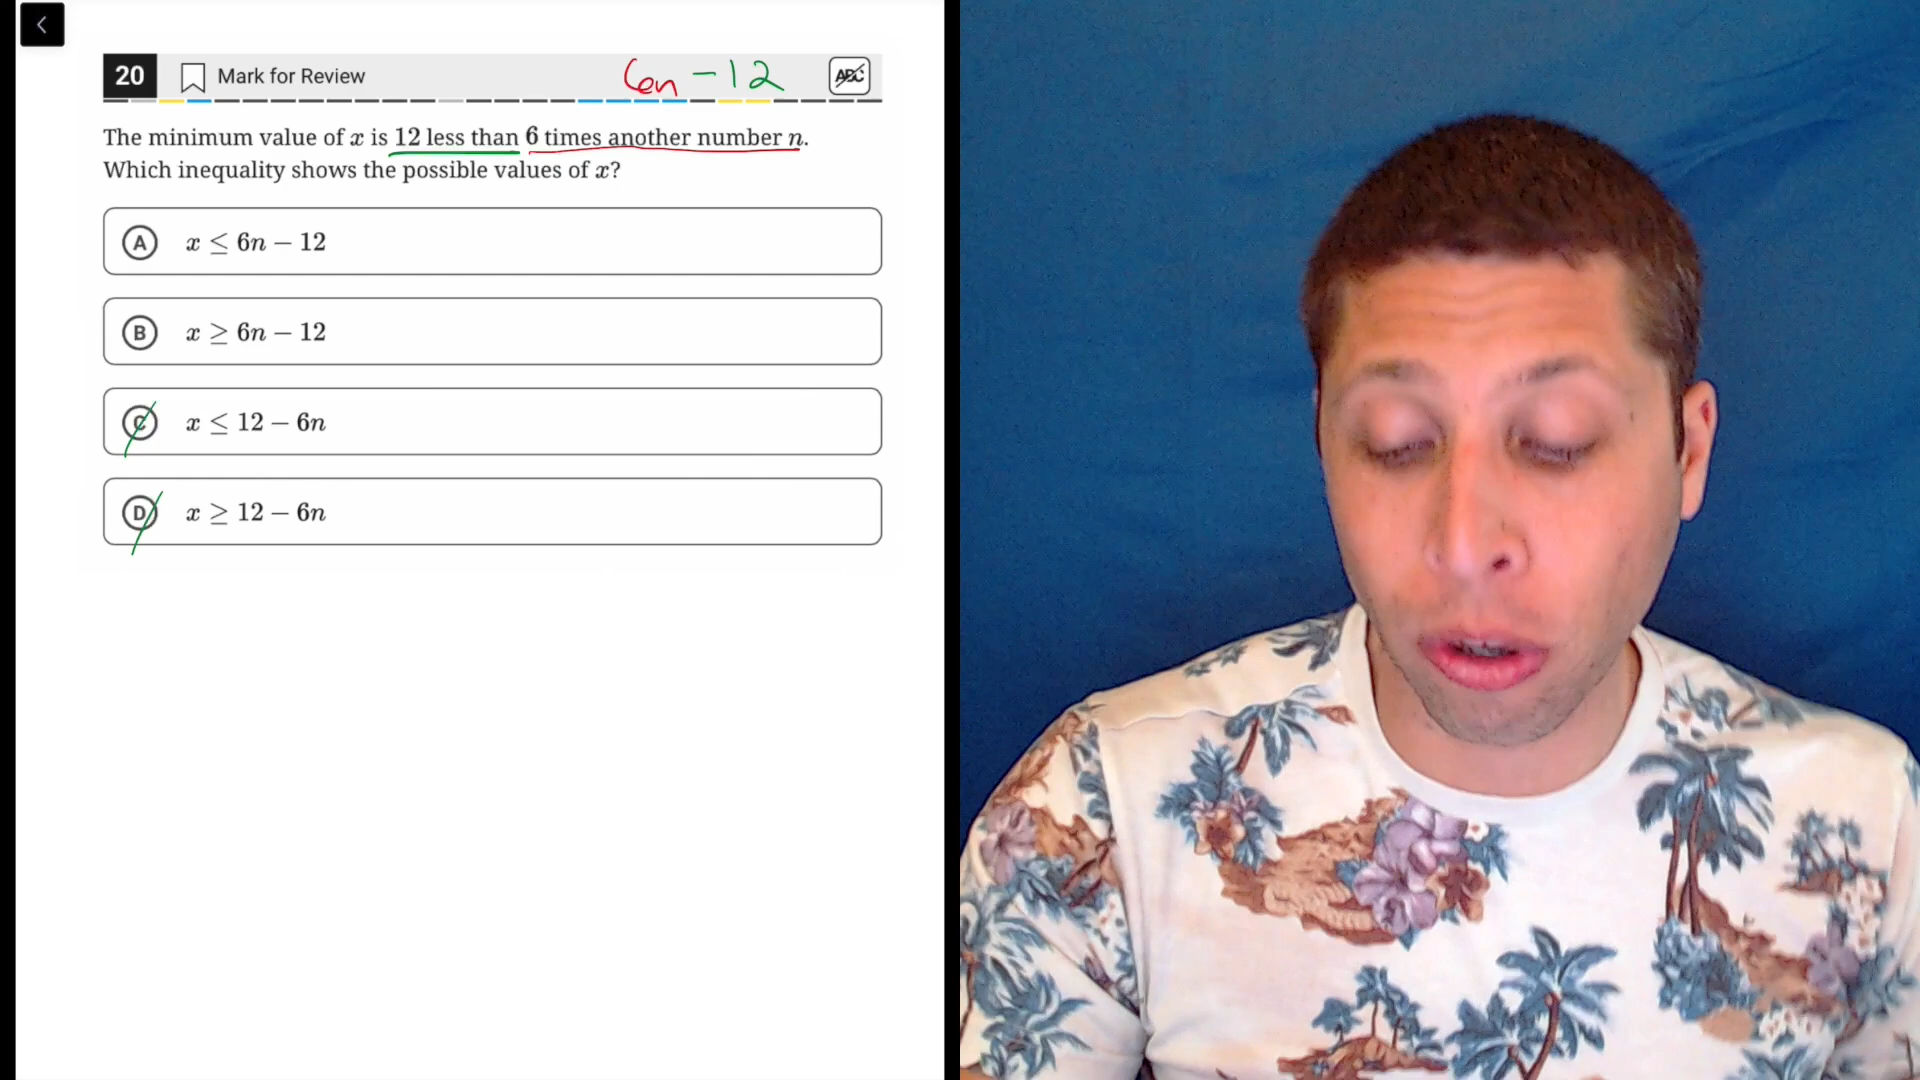 20 Mark for Review 6n - 12 ABC
The minimum value of x is 12 less than 6 times another number n.
Which inequality shows the possible values of x?
A x ≤ 6n − 12
B x ≥ 6n − 12
C x ≤ 12 − 6n
D x ≥ 12 − 6n